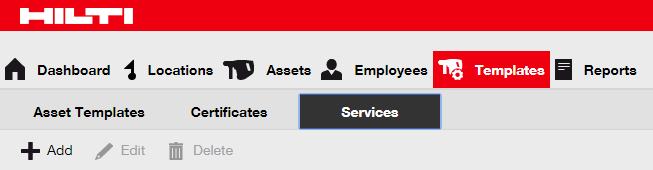 HILTI
Dashboard Locations Assets Employees Templates Reports
Asset Templates Certificates Services
Add Edit Delete